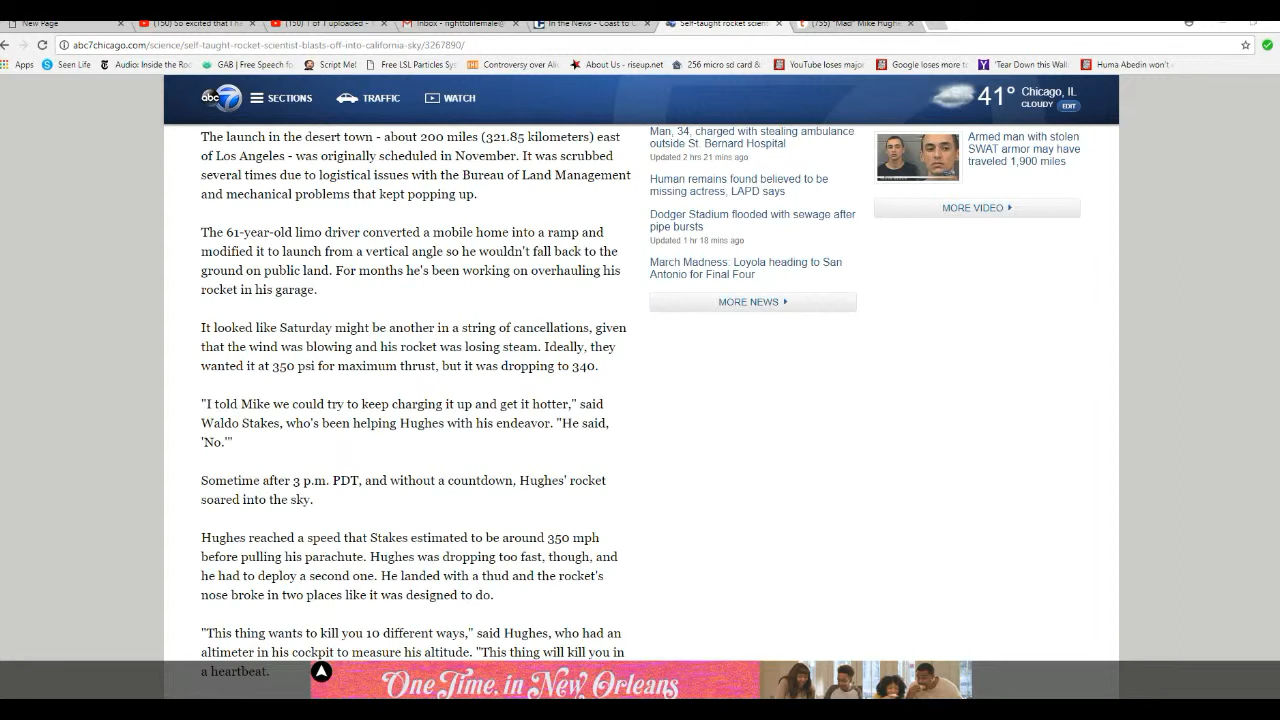 New Page
(150) So excited that The
(150) 1 of 1 uploaded -
Inbox - righttolifemale@
In the News - Coast to C
Self-taught rocket scien
(755) "Mad" Mike Hughe
abc7chicago.com/science/self-taught-rocket-scientist-blasts-off-into-california-sky/3267890/
Apps
Seen Life
Audio: Inside the Ro
GAB | Free Speech fo
Script Me!
Free LSL Particles Sy
Controversy over Ali
About Us - riseup.net
256 micro sd card &
YouTube loses major
Google loses more t
'Tear Down this Wall
Huma Abedin won't
abc 7
SECTIONS
TRAFFIC
WATCH
41°
Chicago, IL
CLOUDY
EDIT
The launch in the desert town - about 200 miles (321.85 kilometers) east
of Los Angeles - was originally scheduled in November. It was scrubbed
several times due to logistical issues with the Bureau of Land Management
and mechanical problems that kept popping up.
The 61-year-old limo driver converted a mobile home into a ramp and
modified it to launch from a vertical angle so he wouldn't fall back to the
ground on public land. For months he's been working on overhauling his
rocket in his garage.
It looked like Saturday might be another in a string of cancellations, given
that the wind was blowing and his rocket was losing steam. Ideally, they
wanted it at 350 psi for maximum thrust, but it was dropping to 340.
"I told Mike we could try to keep charging it up and get it hotter," said
Waldo Stakes, who's been helping Hughes with his endeavor. "He said,
'No.'"
Sometime after 3 p.m. PDT, and without a countdown, Hughes' rocket
soared into the sky.
Hughes reached a speed that Stakes estimated to be around 350 mph
before pulling his parachute. Hughes was dropping too fast, though, and
he had to deploy a second one. He landed with a thud and the rocket's
nose broke in two places like it was designed to do.
"This thing wants to kill you 10 different ways," said Hughes, who had an
altimeter in his cockpit to measure his altitude. "This thing will kill you in
a heartbeat.
Man, 34, charged with stealing ambulance
outside St. Bernard Hospital
Updated 2 hrs 21 mins ago
Human remains found believed to be
missing actress, LAPD says
Dodger Stadium flooded with sewage after
pipe bursts
Updated 1 hr 18 mins ago
March Madness: Loyola heading to San
Antonio for Final Four
MORE NEWS
Armed man with stolen
SWAT armor may have
traveled 1,900 miles
MORE VIDEO
One Time, in New Orleans